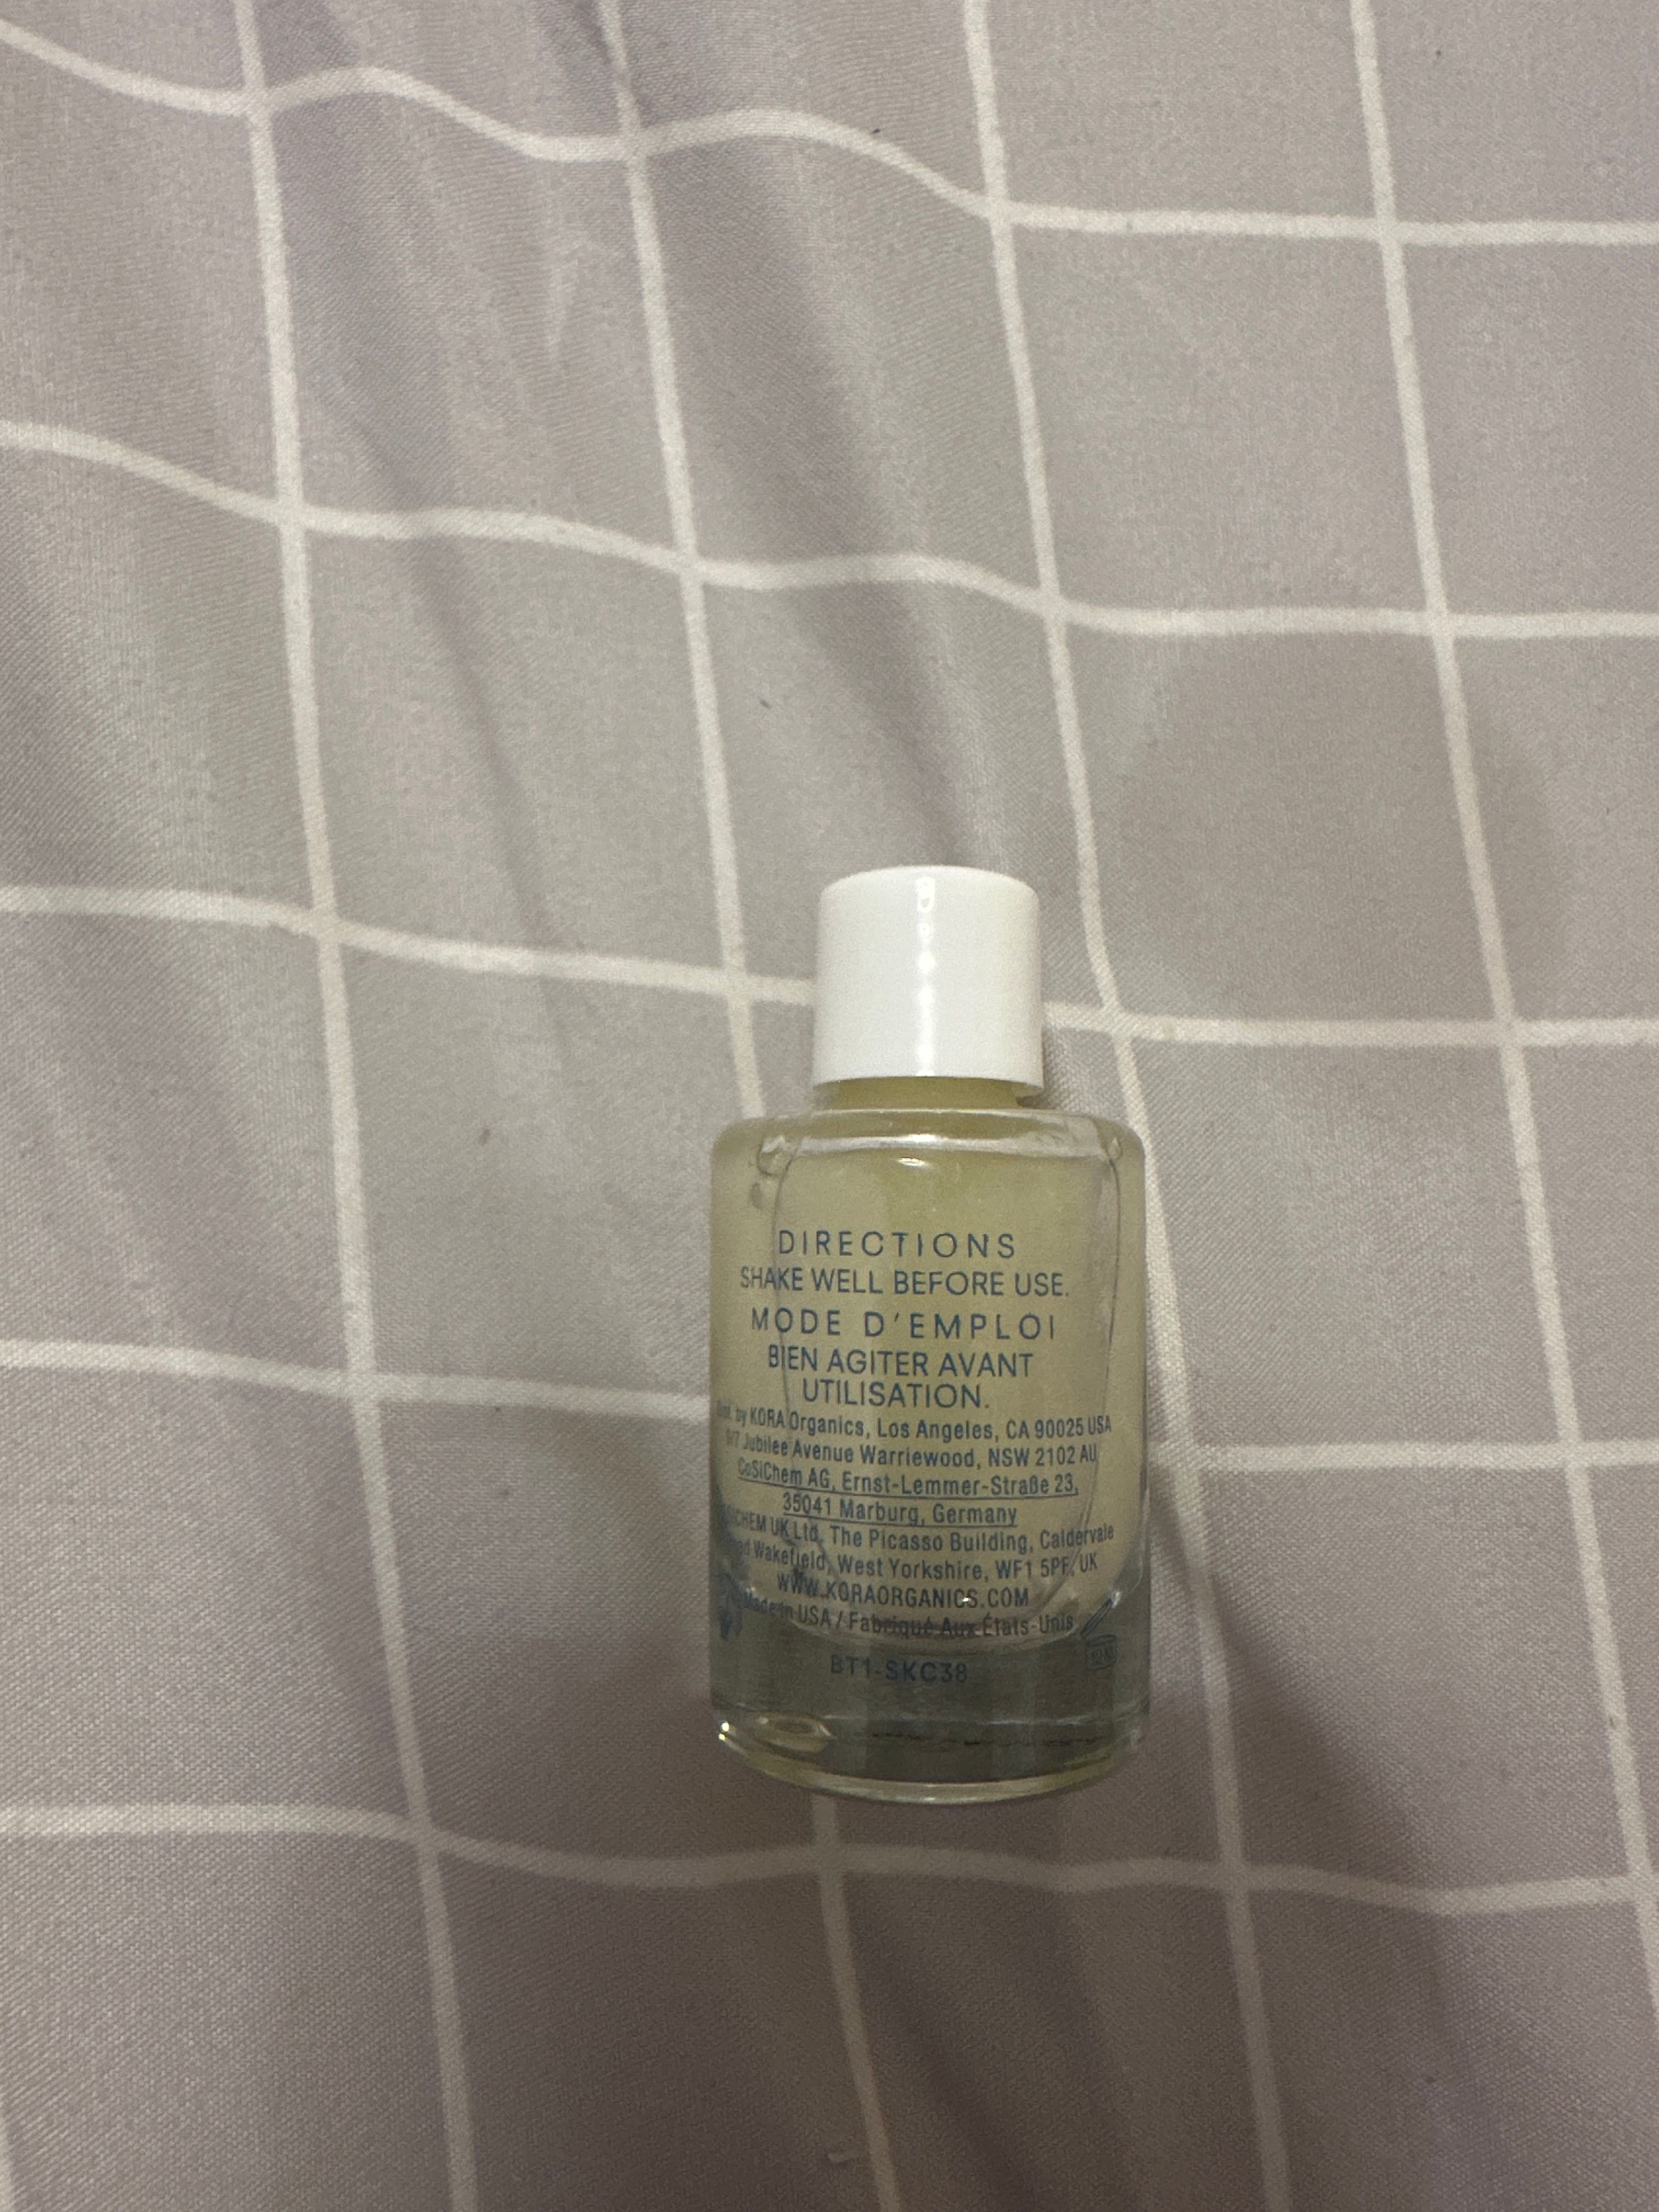 DIRECTIONS
SHAKE WELL BEFORE USE.
MODE D'EMPLOI
BIEN AGITER AVANT
UTILISATION.
by KORA Organics, Los Angeles, CA 90025 USA
Jubilee Avenue Warriewood, NSW 2102 AU
CoSiChem AG, Ernst-Lemmer-Straße 23,
35041 Marburg, Germany
UK Ltd, The Picasso Building, Caldervale
Wakefield, West Yorkshire, WF1 5PF, UK
WWW.KORAORGANICS.COM
Made in USA / Fabriqué Aux États-Unis
BT1-SKC38